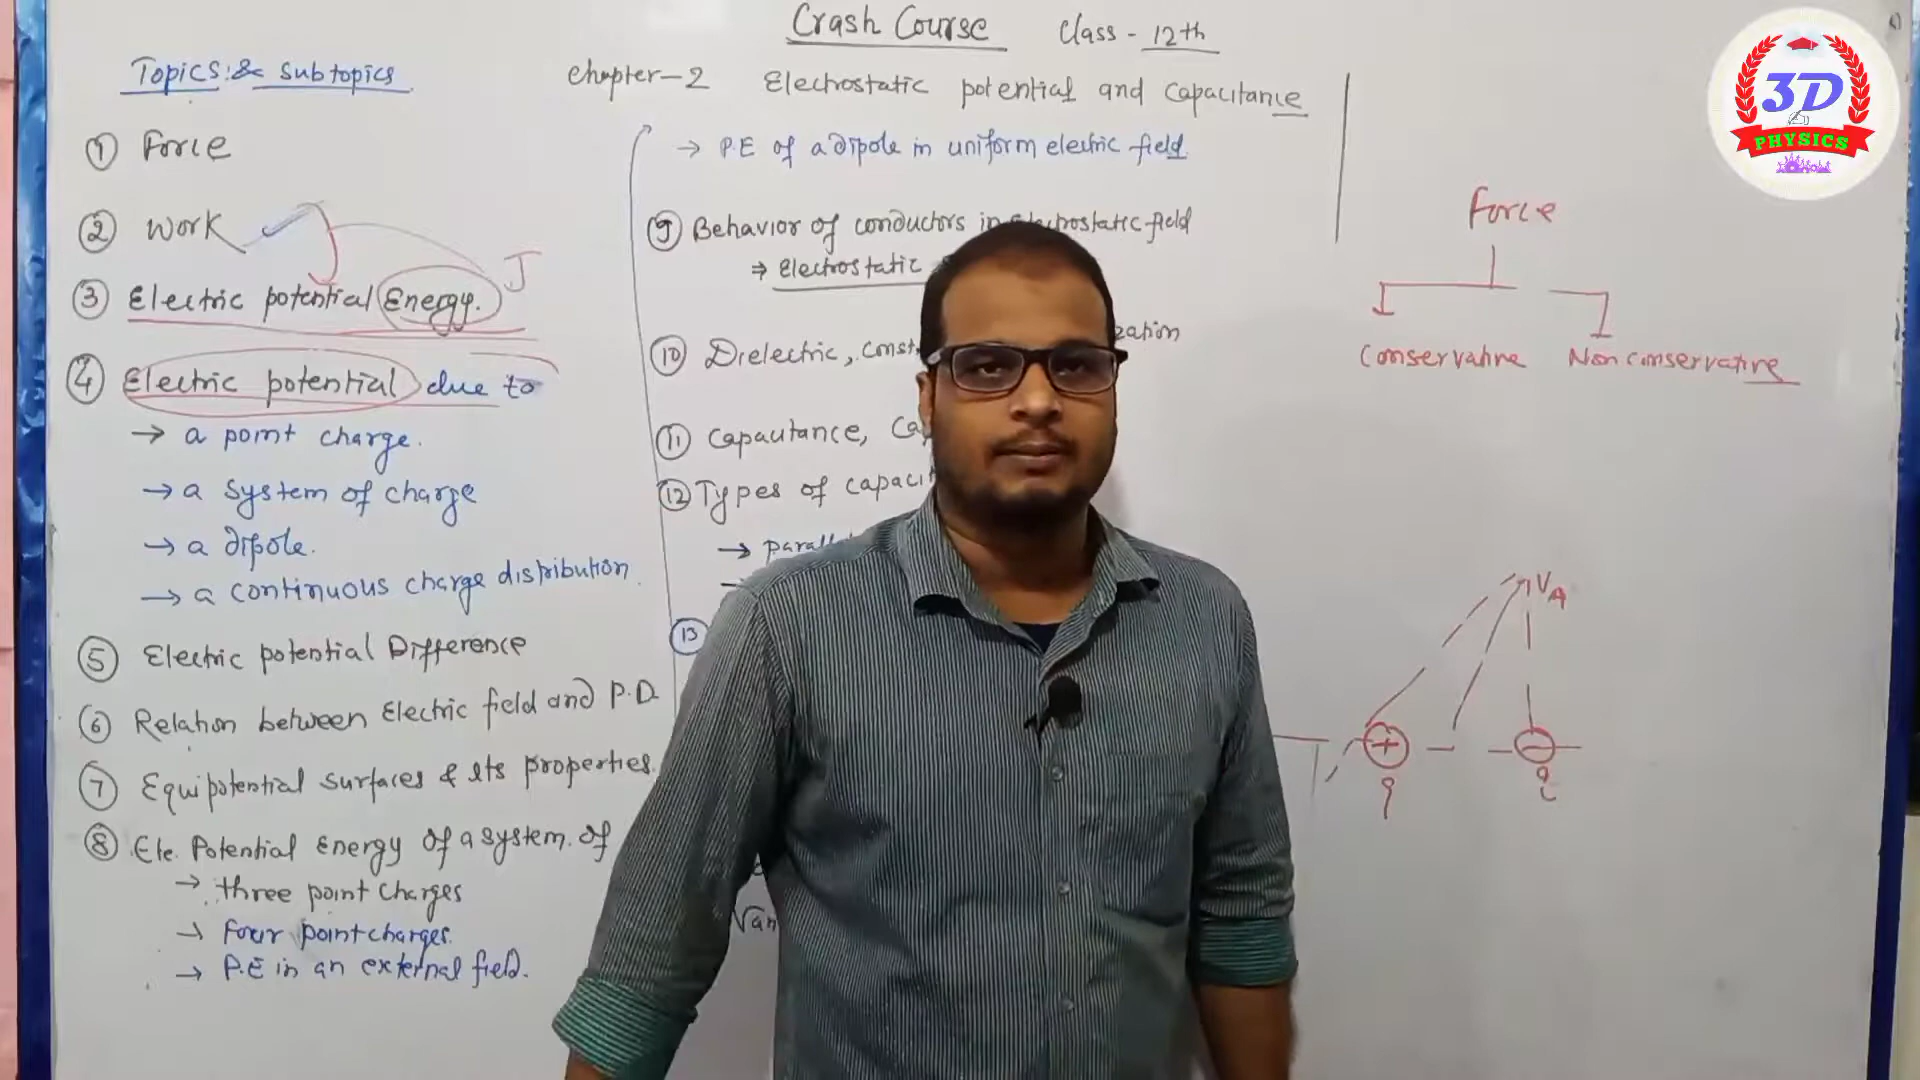 Crash Course Class - 12th
Chapter-2 Electrostatic potential and Capacitance
Topics & Subtopics
① Force
② Work
③ Electric potential Energy. J
④ Electric potential due to
→ a point charge.
→ a system of charge
→ a dipole.
→ a continuous charge distribution
⑤ Electric potential Difference
⑥ Relation between Electric field and P.D.
⑦ Equipotential surfaces & its properties.
⑧ Ele. Potential Energy of a system of
→ three point charges
→ four point charges.
→ P.E in an external field.
→ P.E of a dipole in uniform electric field.
⑨ Behavior of conductors in Electrostatic field
⇒ Electrostatic
⑩ Dielectric,
⑪ Capacitance,
⑫ Types of
→
⑬
Force
Conservative Nonconservative
VA
+ −
q
3D
PHYSICS